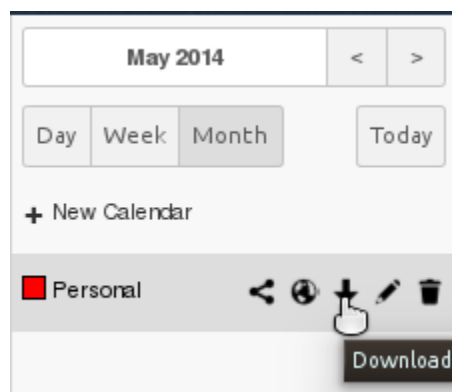 May 2014 < >
Day Week Month Today
+ New Calendar
Personal
Download